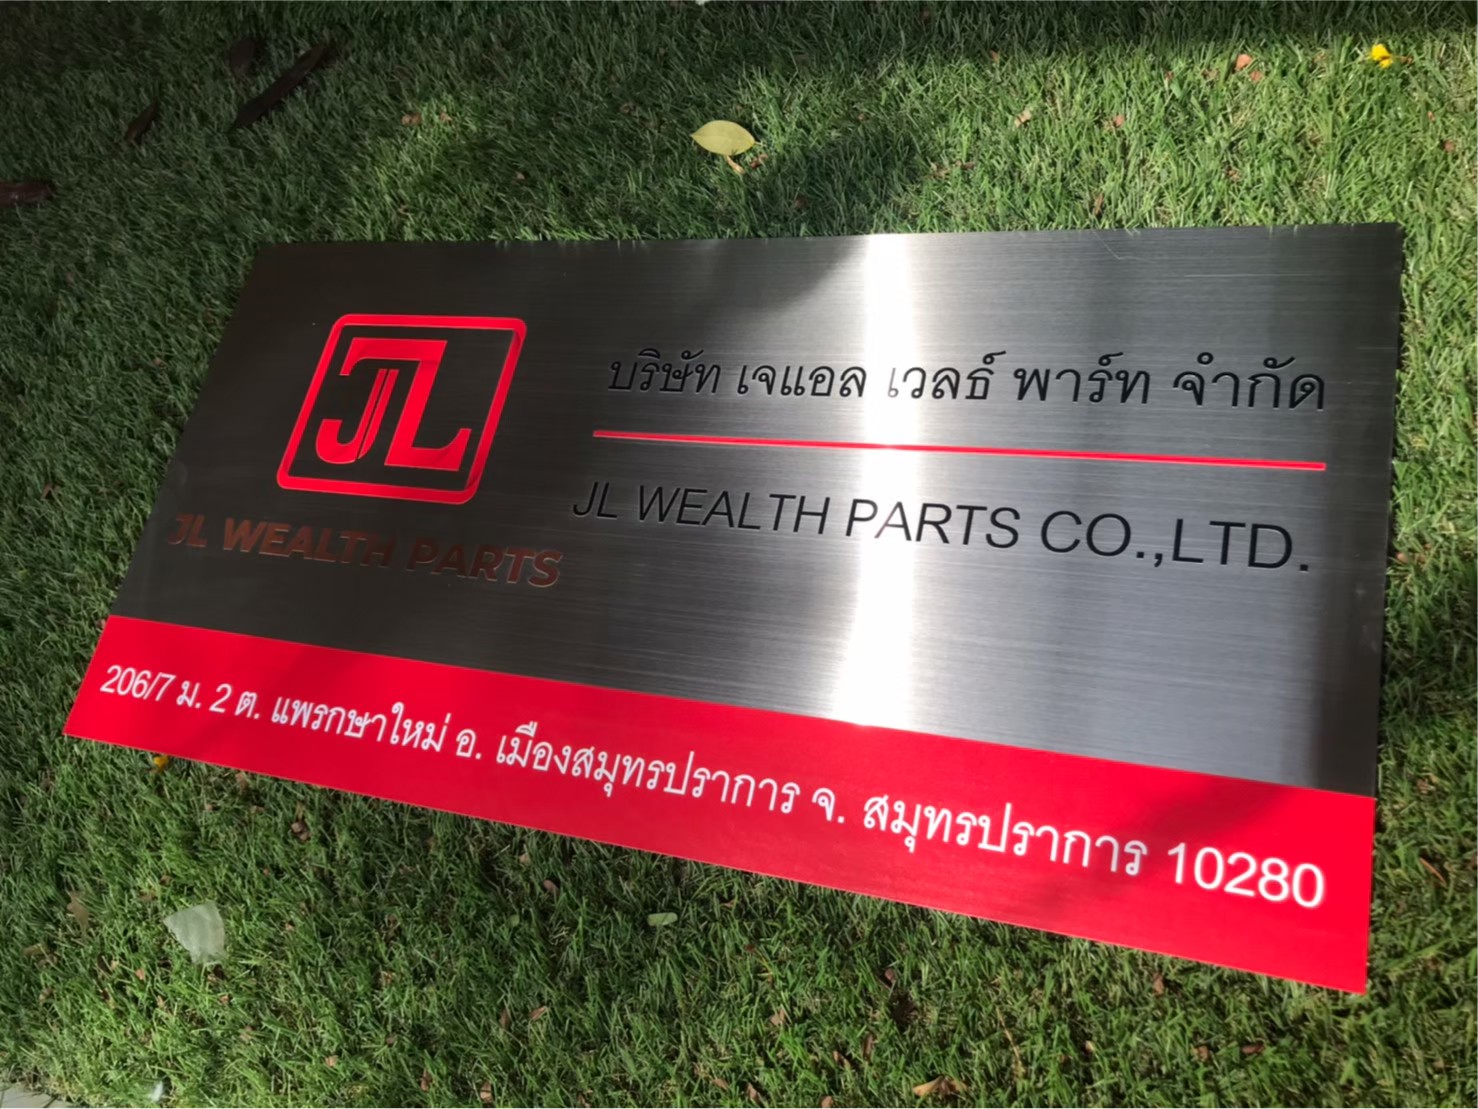 JL
JL WEALTH PARTS
บริษัท เจแอล เวลธ์ พาร์ท จำกัด
JL WEALTH PARTS CO.,LTD.
206/7 ม. 2 ต. แพรกษาใหม่ อ. เมืองสมุทรปราการ จ. สมุทรปราการ 10280